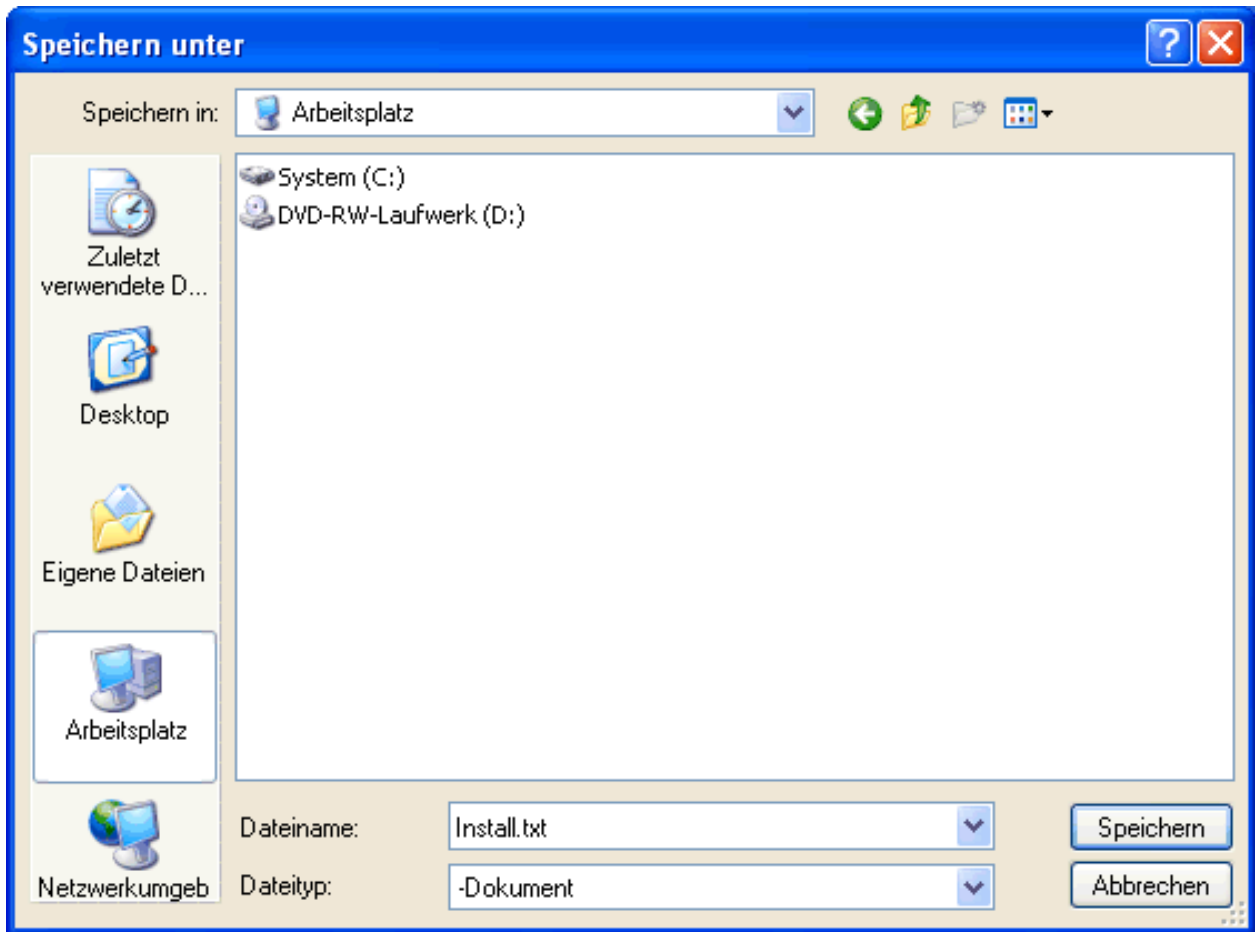 Speichern unter
Speichern in:
Arbeitsplatz
System (C:)
DVD-RW-Laufwerk (D:)
Zuletzt
verwendete D...
Desktop
Eigene Dateien
Arbeitsplatz
Netzwerkumgeb
Dateiname:
Install.txt
Speichern
Dateityp:
-Dokument
Abbrechen